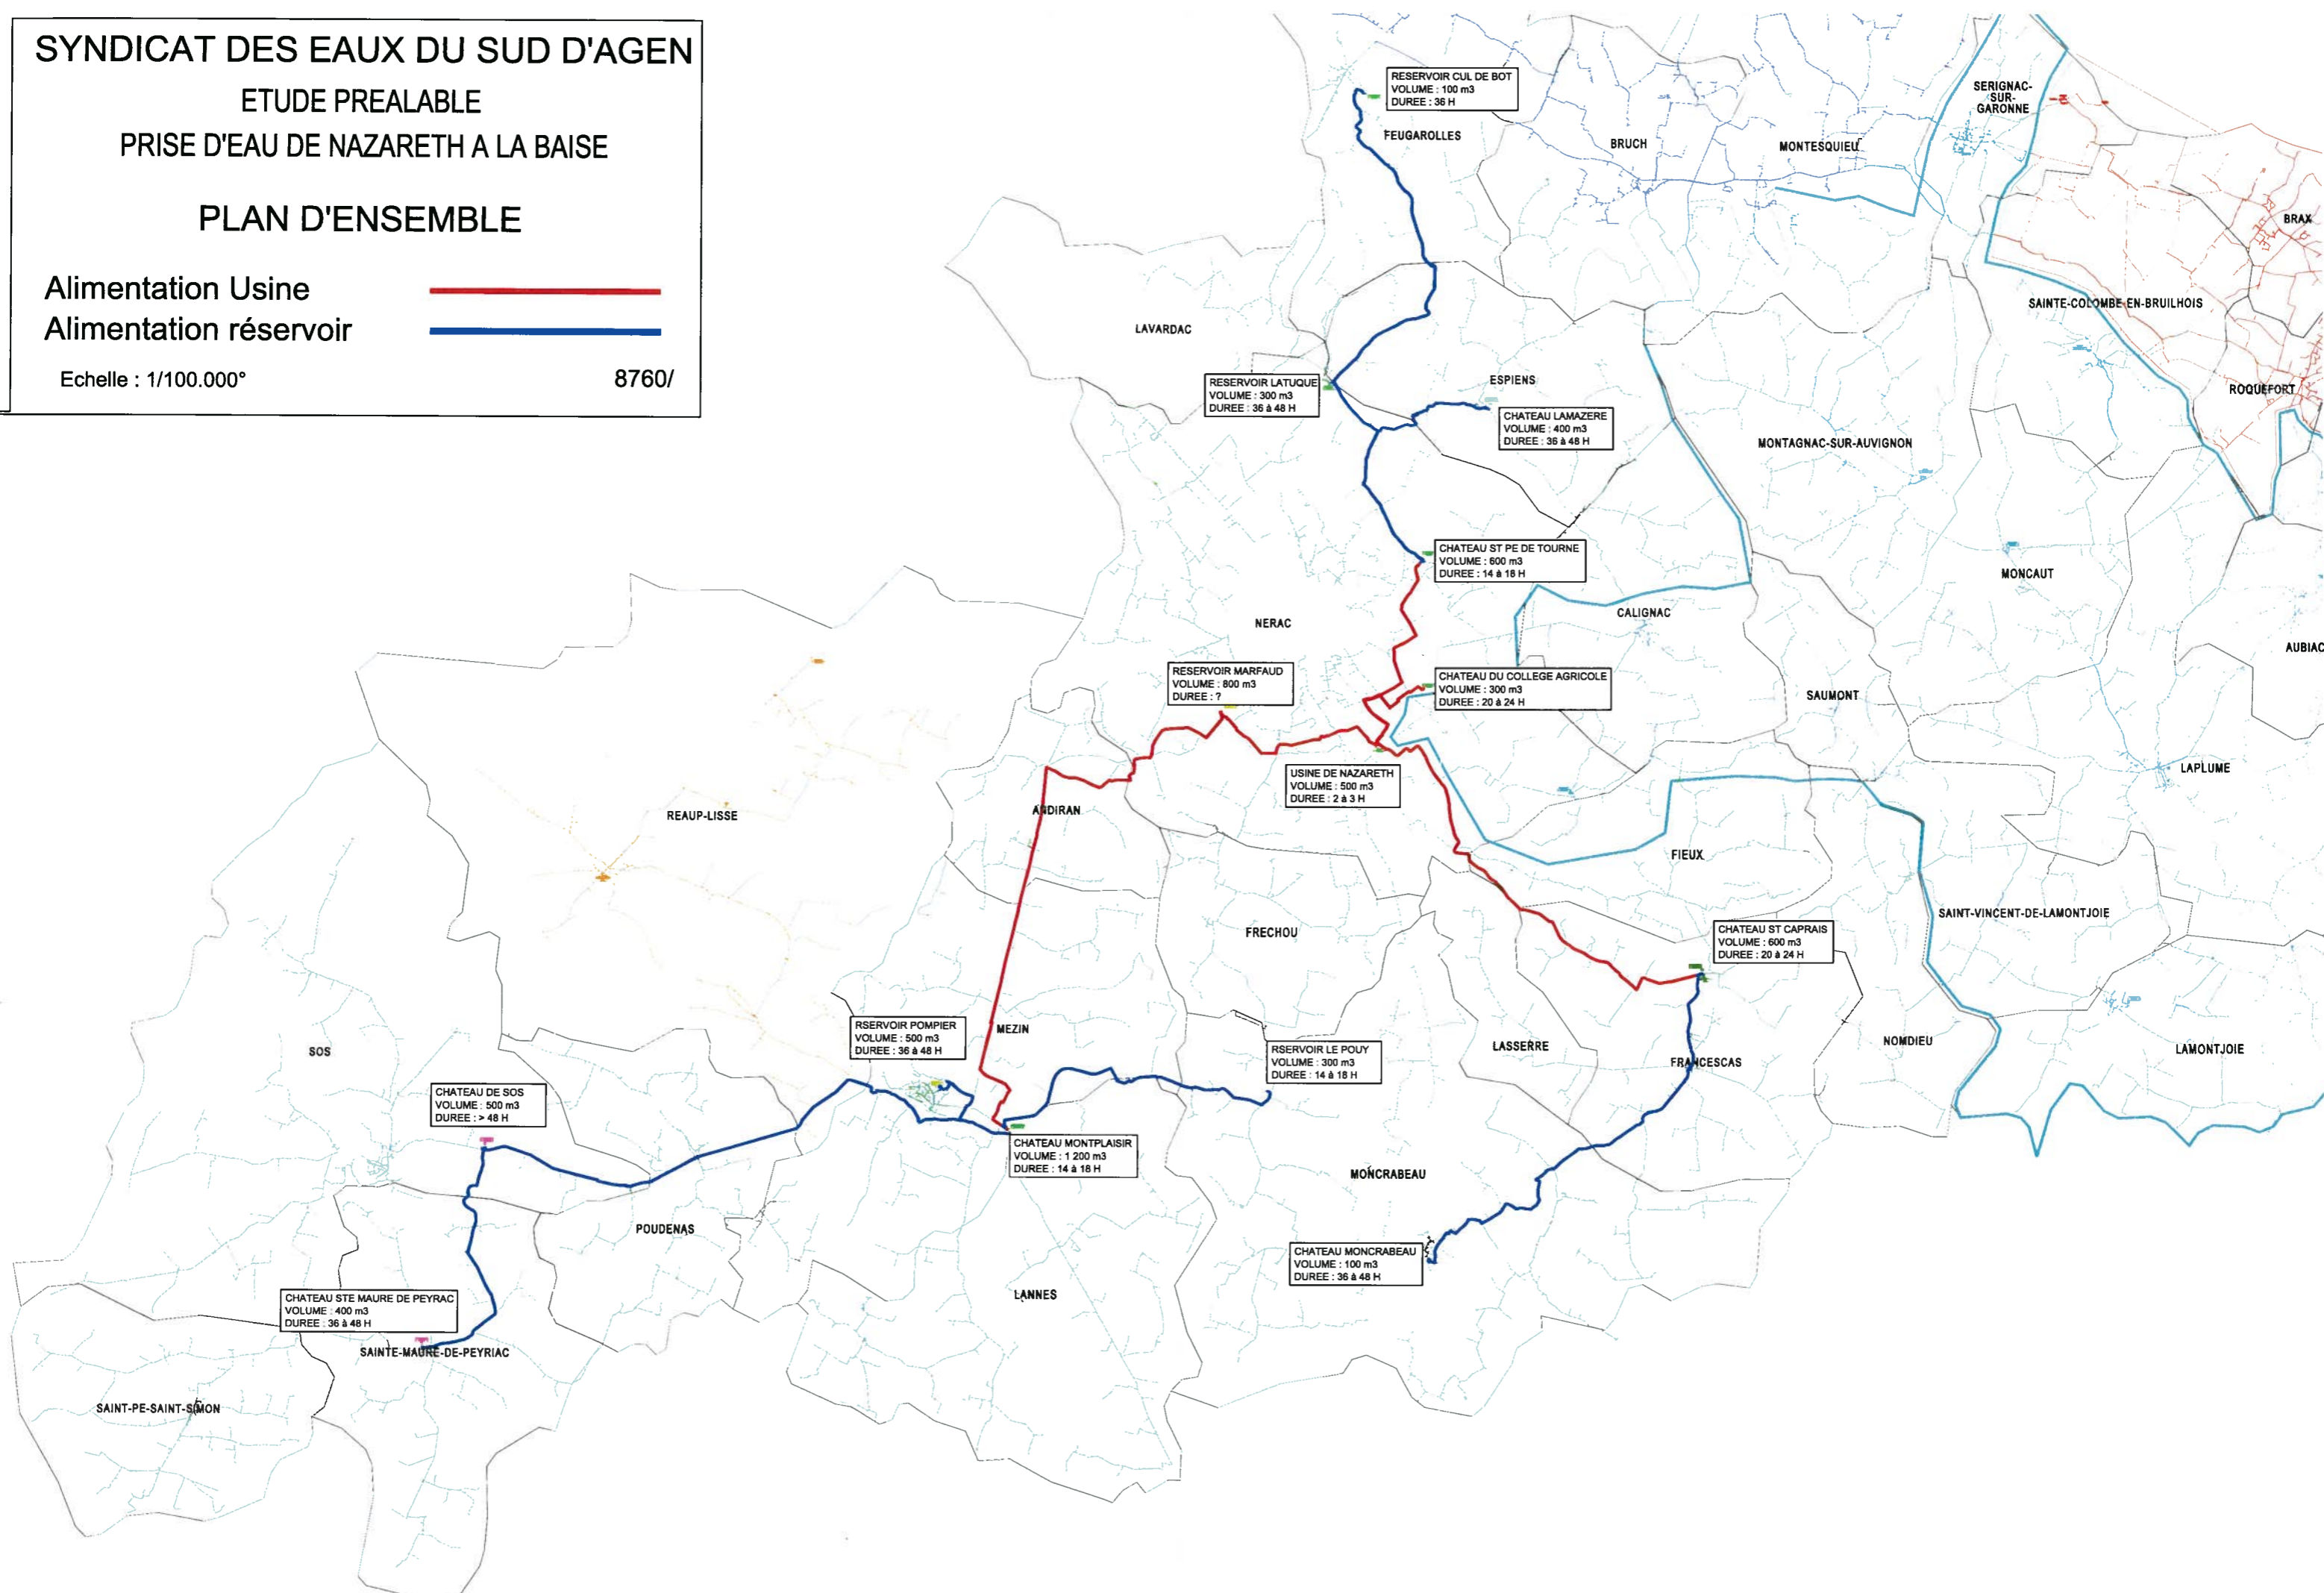 SYNDICAT DES EAUX DU SUD D'AGEN
ETUDE PREALABLE
PRISE D'EAU DE NAZARETH A LA BAISE
PLAN D'ENSEMBLE
Alimentation Usine
Alimentation réservoir
Echelle : 1/100.000°
8760/
RESERVOIR CUL DE BOT
VOLUME : 100 m3
DUREE : 36 H
FEUGAROLLES
BRUCH
MONTESQUIEU
SERIGNAC-
SUR-
GARONNE
BRAX
SAINTE-COLOMBE-EN-BRUILHOIS
LAVARDAC
RESERVOIR LATUQUE
VOLUME : 300 m3
DUREE : 36 à 48 H
ESPIENS
CHATEAU LAMAZERE
VOLUME : 400 m3
DUREE : 36 à 48 H
ROQUEFORT
MONTAGNAC-SUR-AUVIGNON
CHATEAU ST PE DE TOURNE
VOLUME : 600 m3
DUREE : 14 à 18 H
MONCAUT
NERAC
CALIGNAC
AUBIAC
RESERVOIR MARFAUD
VOLUME : 800 m3
DUREE : ?
CHATEAU DU COLLEGE AGRICOLE
VOLUME : 300 m3
DUREE : 20 à 24 H
SAUMONT
USINE DE NAZARETH
VOLUME : 500 m3
DUREE : 2 à 3 H
LAPLUME
REAUP-LISSE
ANDIRAN
FIEUX
FRECHOU
SAINT-VINCENT-DE-LAMONTJOIE
CHATEAU ST CAPRAIS
VOLUME : 600 m3
DUREE : 20 à 24 H
RSERVOIR POMPIER
VOLUME : 500 m3
DUREE : 36 à 48 H
MEZIN
SOS
RSERVOIR LE POUY
VOLUME : 300 m3
DUREE : 14 à 18 H
LASSERRE
FRANCESCAS
NOMDIEU
LAMONTJOIE
CHATEAU DE SOS
VOLUME : 500 m3
DUREE : > 48 H
CHATEAU MONTPLAISIR
VOLUME : 1 200 m3
DUREE : 14 à 18 H
MONCRABEAU
POUDENAS
CHATEAU MONCRABEAU
VOLUME : 100 m3
DUREE : 36 à 48 H
LANNES
CHATEAU STE MAURE DE PEYRAC
VOLUME : 400 m3
DUREE : 36 à 48 H
SAINTE-MAURE-DE-PEYRIAC
SAINT-PE-SAINT-SIMON